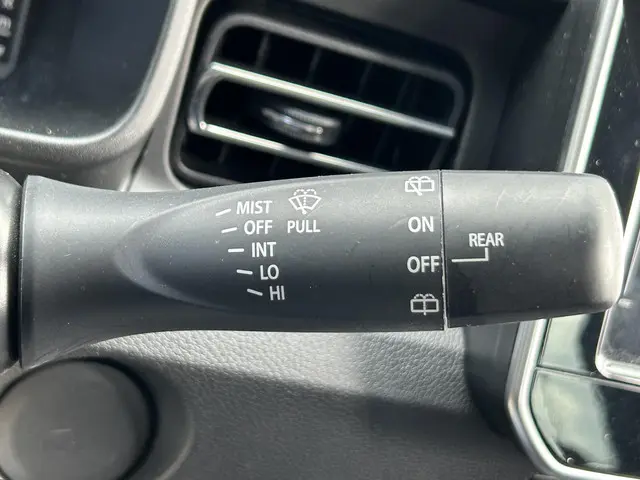 MIST
OFF
INT
LO
HI
PULL
ON
OFF
REAR